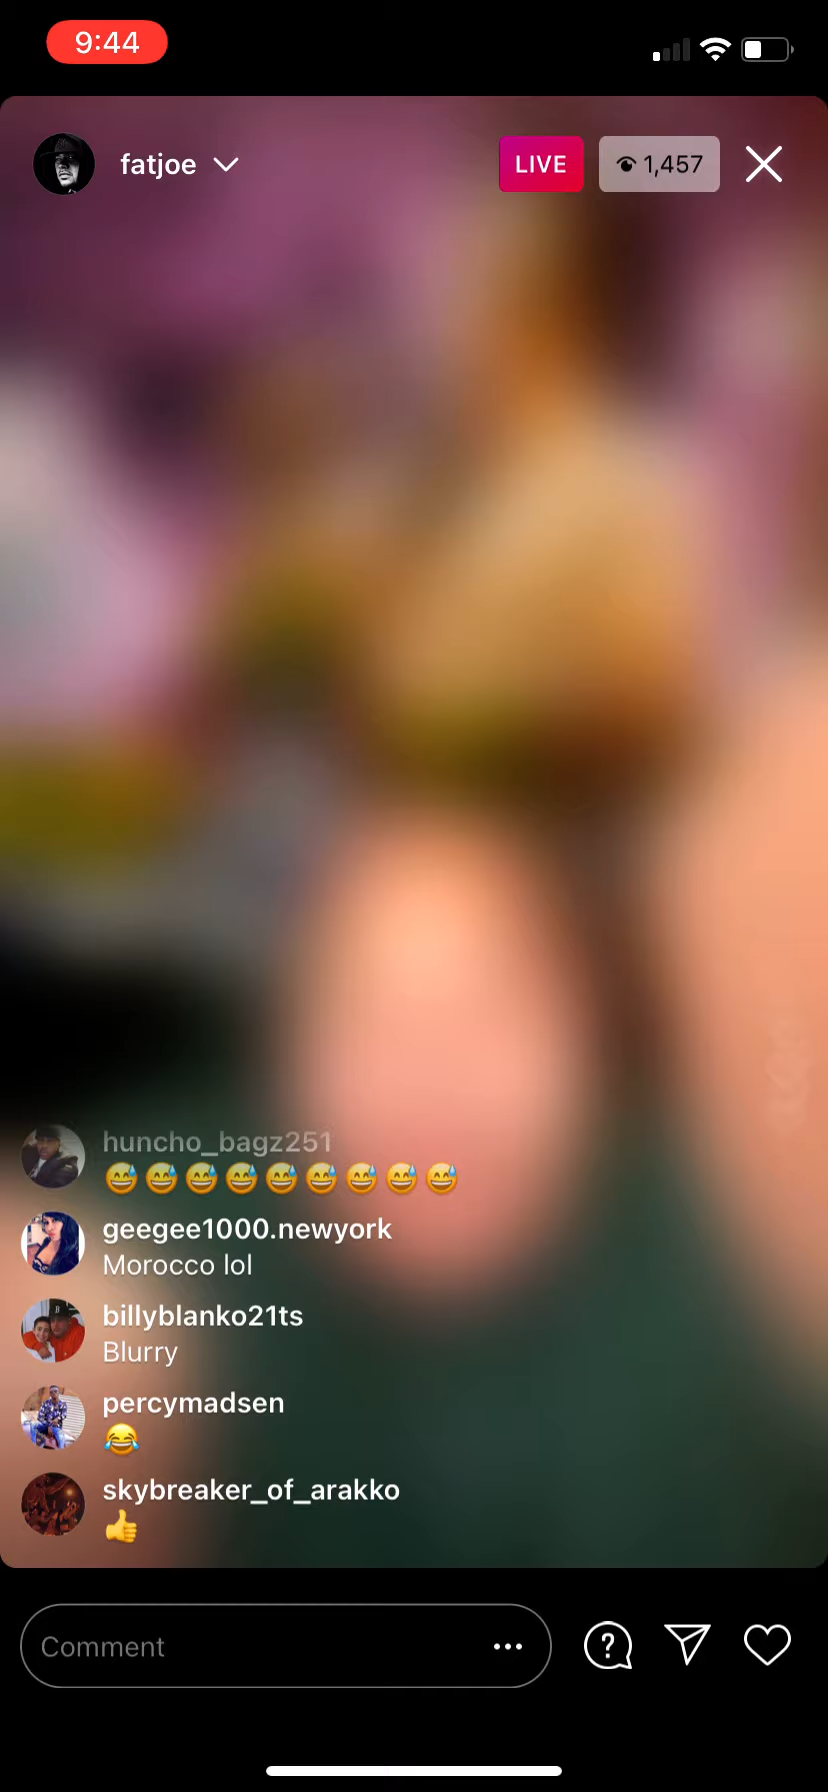 9:44
fatjoe
LIVE
1,457
huncho_bagz251
😅😅😅😅😅😅😅😅😅
geegee1000.newyork
Morocco lol
billyblanko21ts
Blurry
percymadsen
😂
skybreaker_of_arakko
👍
Comment